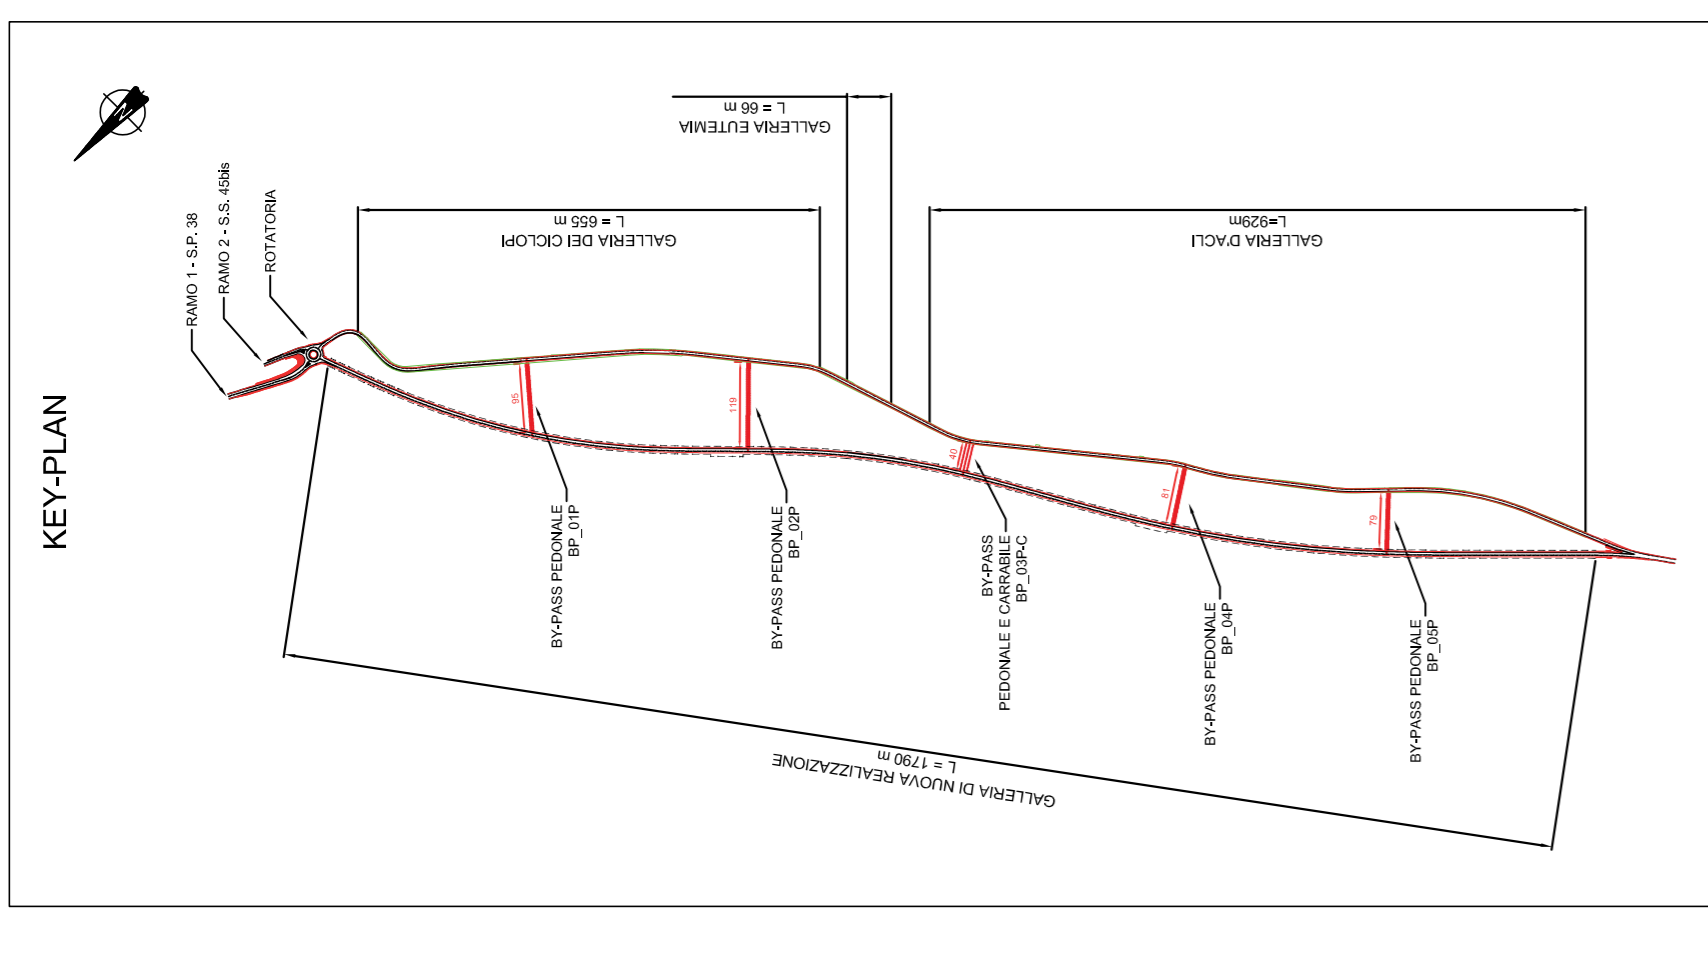 KEY-PLAN
RAMO 1 - S.P. 38
RAMO 2 - S.S. 45bis
ROTATORIA
GALLERIA DEI CICLOPI
L = 655 m
GALLERIA EUTEMIA
L = 66 m
GALLERIA D'ACLI
L=929m
95
119
40
81
79
BY-PASS PEDONALE
BP_01P
BY-PASS PEDONALE
BP_02P
BY-PASS
PEDONALE E CARRABILE
BP_03P-C
BY-PASS PEDONALE
BP_04P
BY-PASS PEDONALE
BP_05P
GALLERIA DI NUOVA REALIZZAZIONE
L = 1790 m